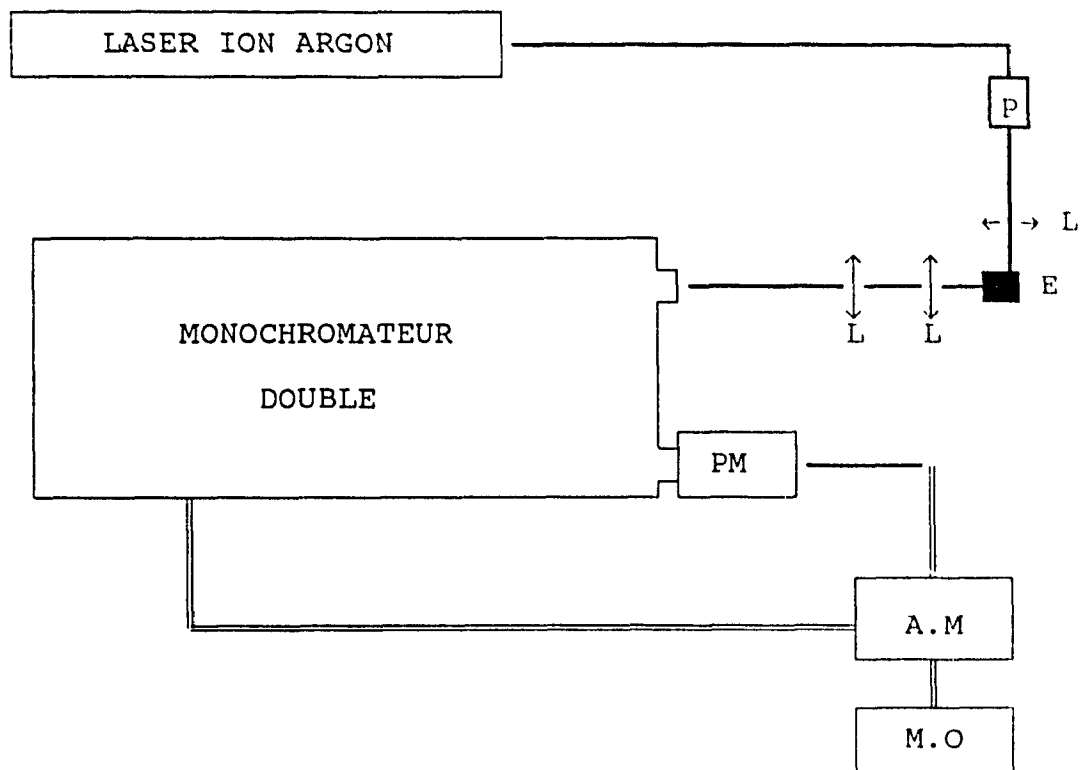 LASER ION ARGON
P
L
E
L L
MONOCHROMATEUR
DOUBLE
PM
A.M
M.O